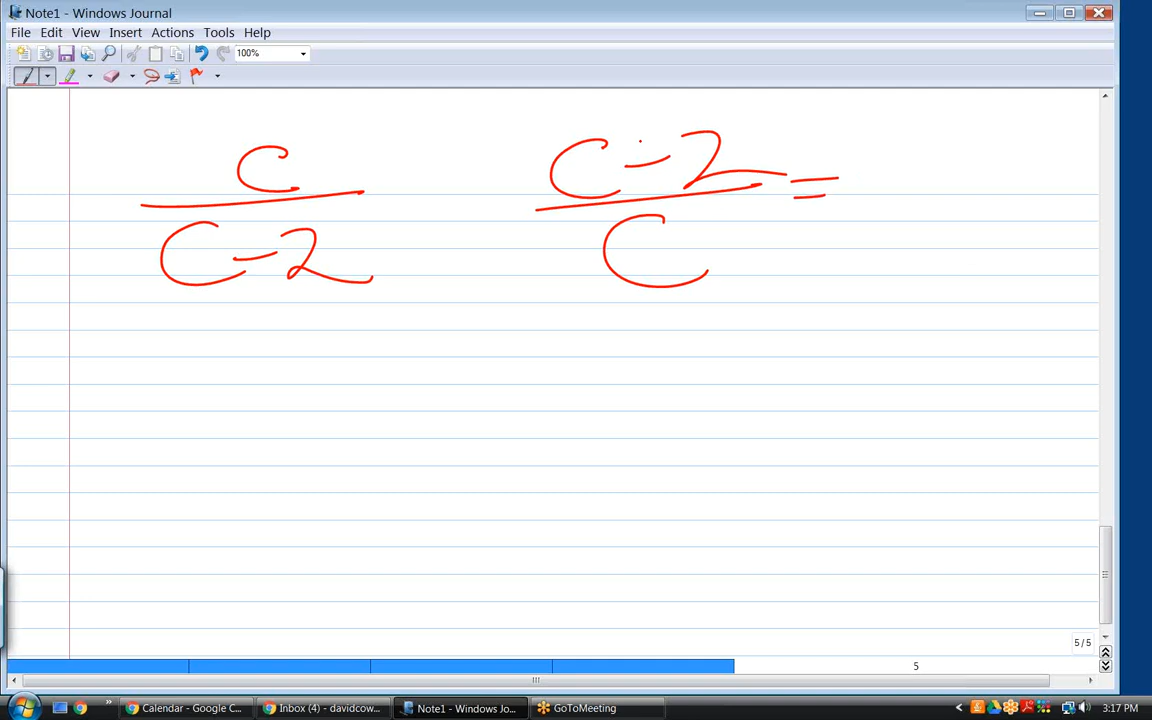 Note1 - Windows Journal
File Edit View Insert Actions Tools Help
100%
C C - 2 =
C - 2 C
5 / 5
5
Calendar - Google C... Inbox (4) - davidcow... Windows Jo... GoToMeeting 3:17 PM